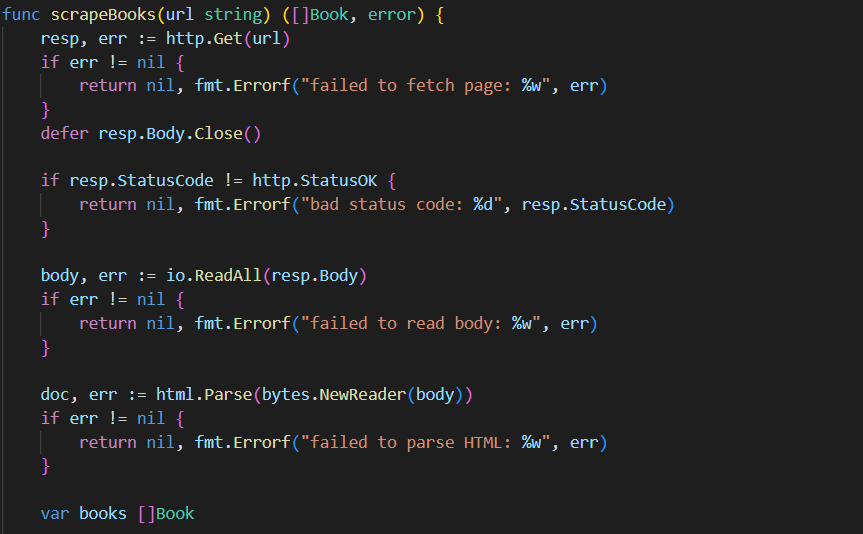 func scrapeBooks(url string) ([]Book, error) {
    resp, err := http.Get(url)
    if err != nil {
        return nil, fmt.Errorf("failed to fetch page: %w", err)
    }
    defer resp.Body.Close()

    if resp.StatusCode != http.StatusOK {
        return nil, fmt.Errorf("bad status code: %d", resp.StatusCode)
    }

    body, err := io.ReadAll(resp.Body)
    if err != nil {
        return nil, fmt.Errorf("failed to read body: %w", err)
    }

    doc, err := html.Parse(bytes.NewReader(body))
    if err != nil {
        return nil, fmt.Errorf("failed to parse HTML: %w", err)
    }

    var books []Book